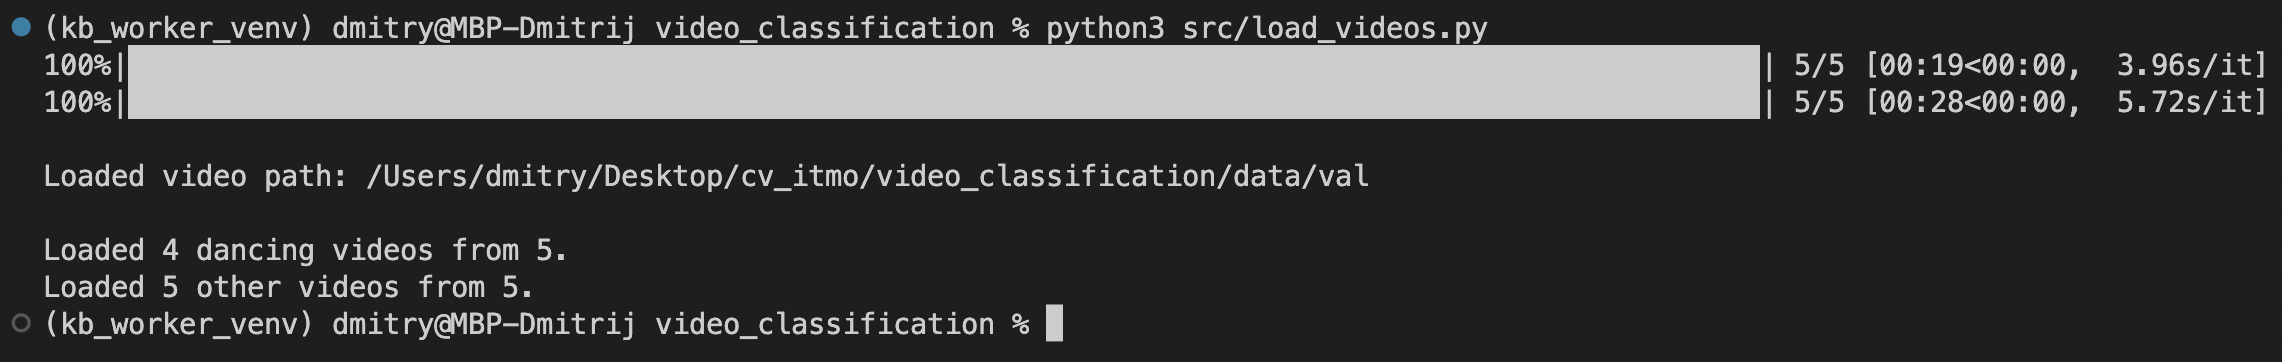 (kb_worker_venv) dmitry@MBP-Dmitrij video_classification % python3 src/load_videos.py
100%|██████████| 5/5 [00:19<00:00,  3.96s/it]
100%|██████████| 5/5 [00:28<00:00,  5.72s/it]
Loaded video path: /Users/dmitry/Desktop/cv_itmo/video_classification/data/val
Loaded 4 dancing videos from 5.
Loaded 5 other videos from 5.
(kb_worker_venv) dmitry@MBP-Dmitrij video_classification %